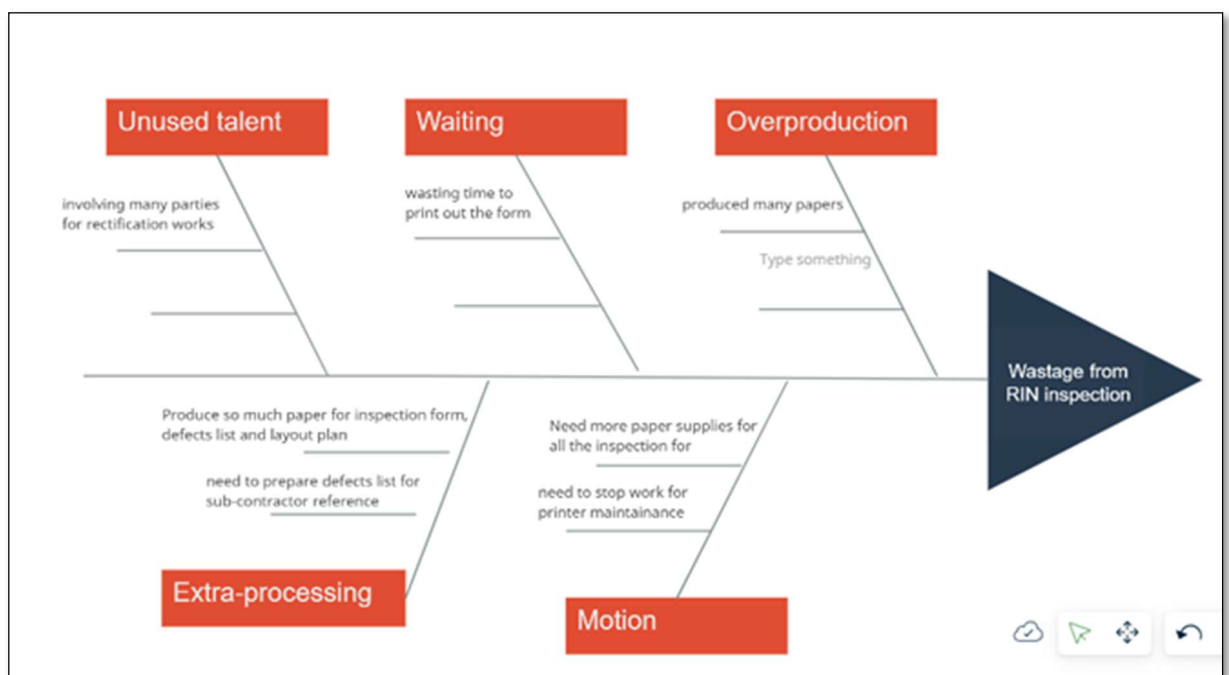 Unused talent
Waiting
Overproduction
involving many parties
for rectification works
wasting time to
print out the form
produced many papers
Type something
Wastage from
RIN inspection
Produce so much paper for inspection form,
defects list and layout plan
need to prepare defects list for
sub-contractor reference
Need more paper supplies for
all the inspection for
need to stop work for
printer maintainance
Extra-processing
Motion